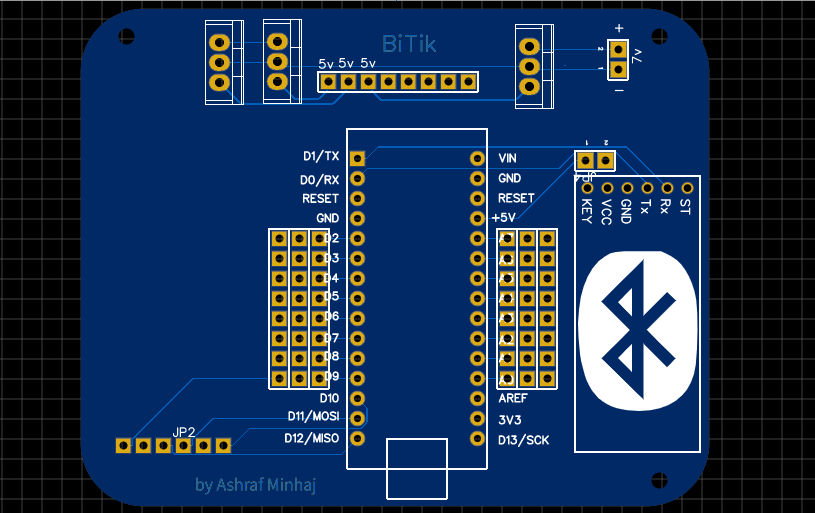 BiTik
+
5v 5v 5v
2
1
V/
-
1 2
D1/TX
D0/RX
RESET
GND
D2
D3
D4
D5
D6
D7
D8
D9
D10
D11/MOSI
D12/MISO
VIN
GND
RESET
+5V
AREF
3V3
D13/SCK
KEY
VCC
GND
Tx
Rx
ST
JP2
by Ashraf Minhaj